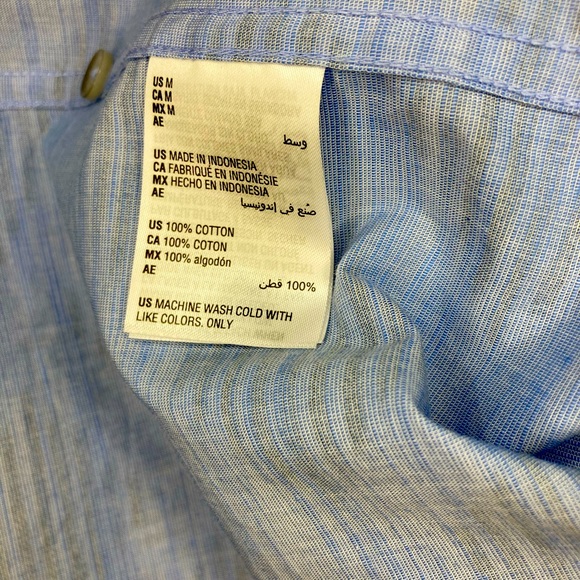 US M
CA M
MX M
AE
وسط
US MADE IN INDONESIA
CA FABRIQUÉ EN INDONÉSIE
MX HECHO EN INDONESIA
AE
صنع في إندونيسيا
US 100% COTTON
CA 100% COTON
MX 100% algodón
AE
100% قطن
US MACHINE WASH COLD WITH
LIKE COLORS. ONLY